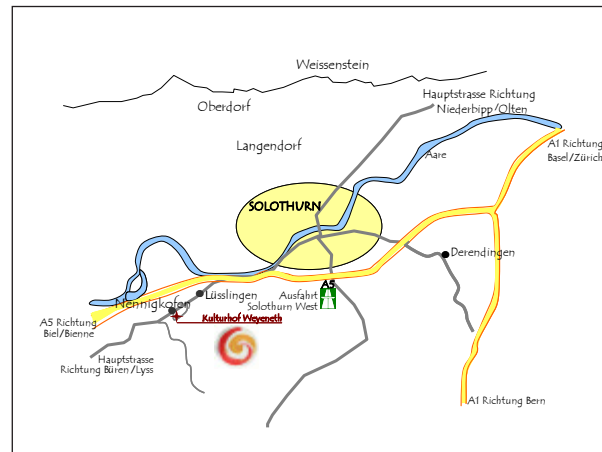 Weissenstein
Hauptstrasse Richtung
Niederbipp/Olten
Oberdorf
A1 Richtung
Basel/Zürich
Langendorf
Aare
SOLOTHURN
Derendingen
A5
Ausfahrt
Solothurn West
Lüsslingen
Nennigkofen
Kulturhof Weyeneth
A5 Richtung
Biel/Bienne
Hauptstrasse
Richtung Büren/Lyss
A1 Richtung Bern